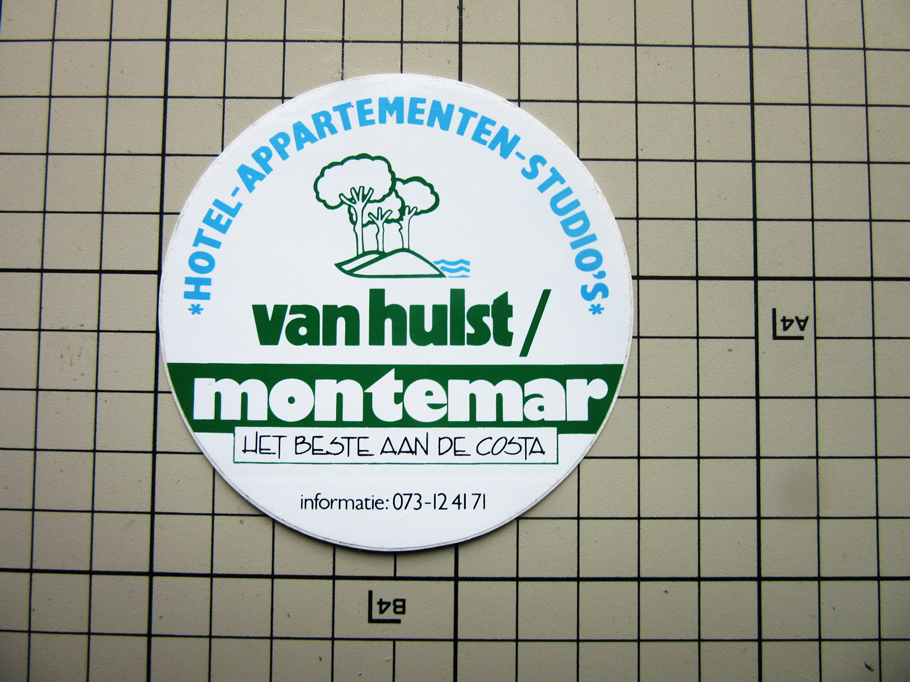 *HOTEL-APPARTEMENTEN-STUDIO'S*
van hulst /
montemar
HET BESTE AAN DE COSTA
informatie: 073-12 41 71
A4
B4